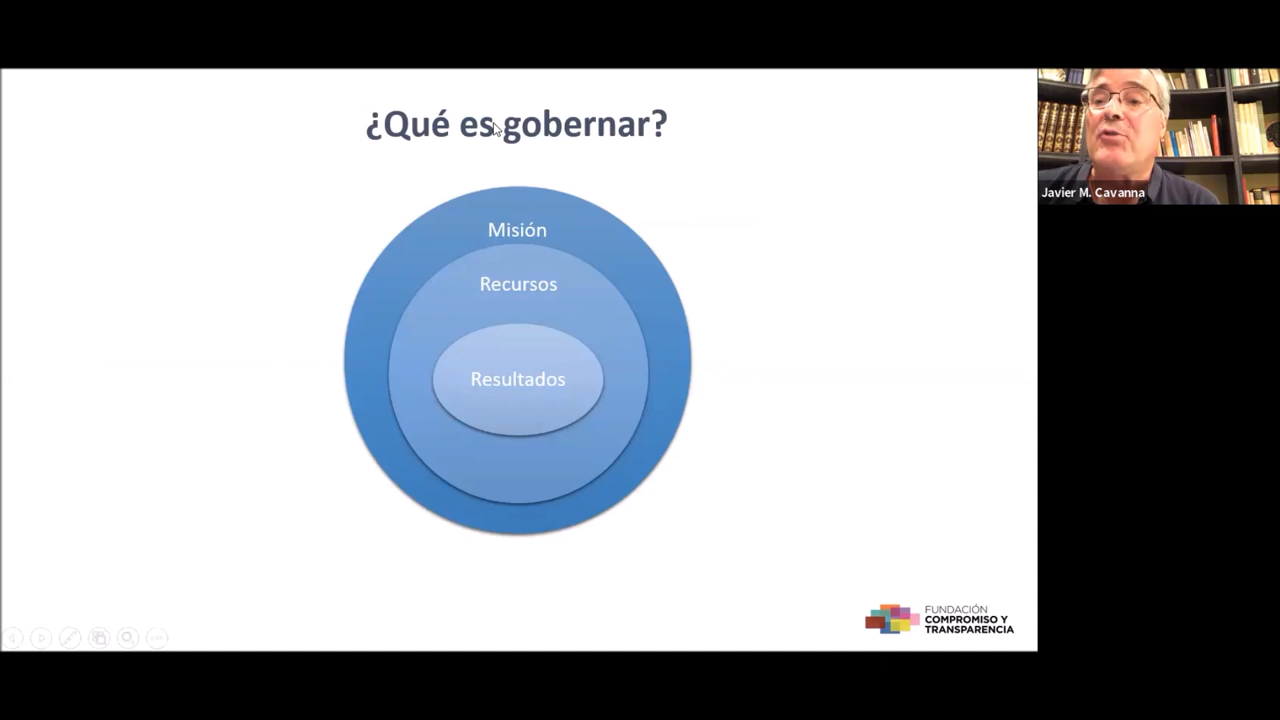 ¿Qué es gobernar?
Misión
Recursos
Resultados
Javier M. Cavanna
FUNDACIÓN
COMPROMISO Y
TRANSPARENCIA